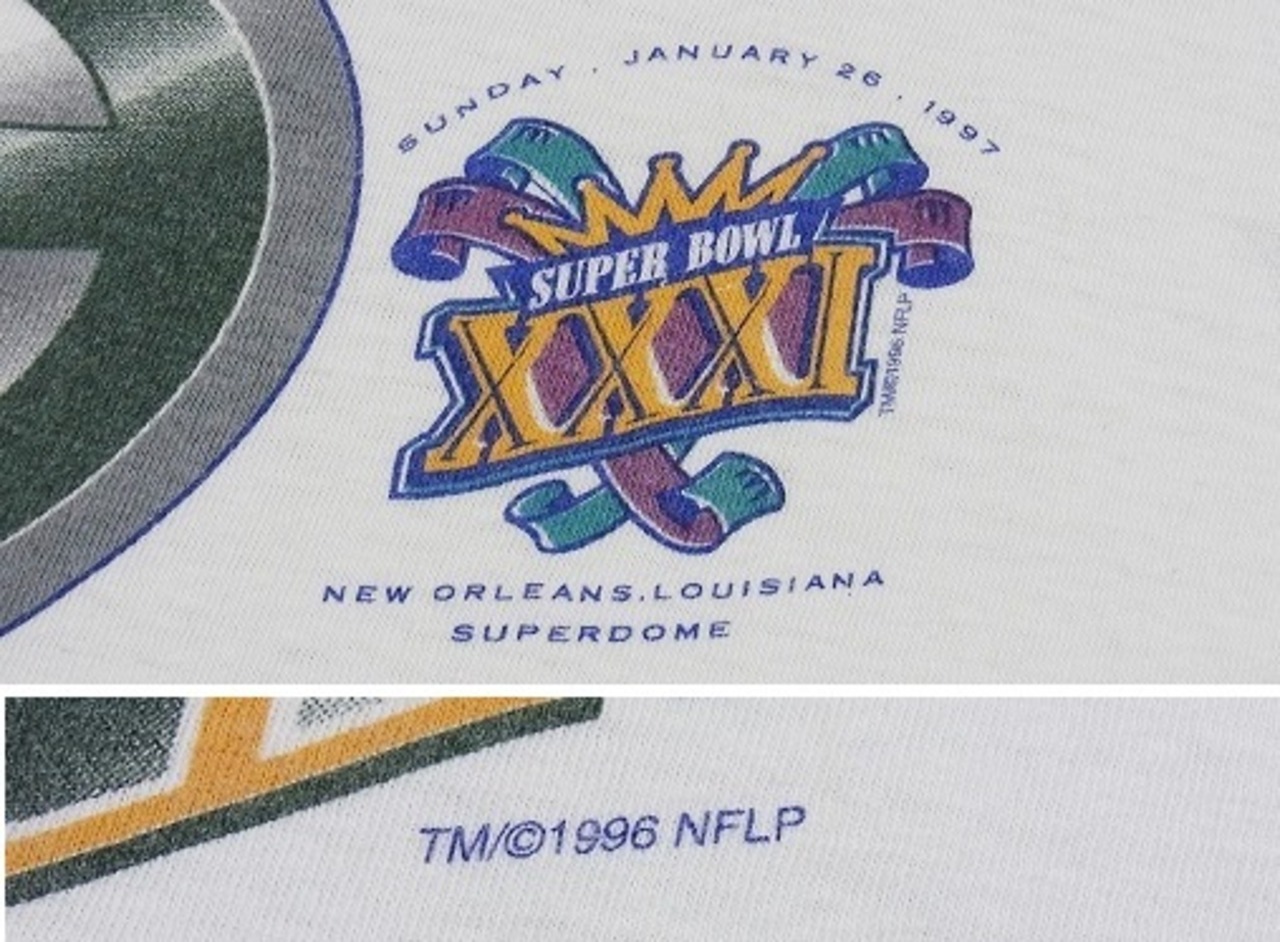 SUNDAY . JANUARY 26 . 1997
SUPER BOWL
XXXI
TM/©1996 NFLP
NEW ORLEANS.LOUISIANA
SUPERDOME
TM/©1996 NFLP